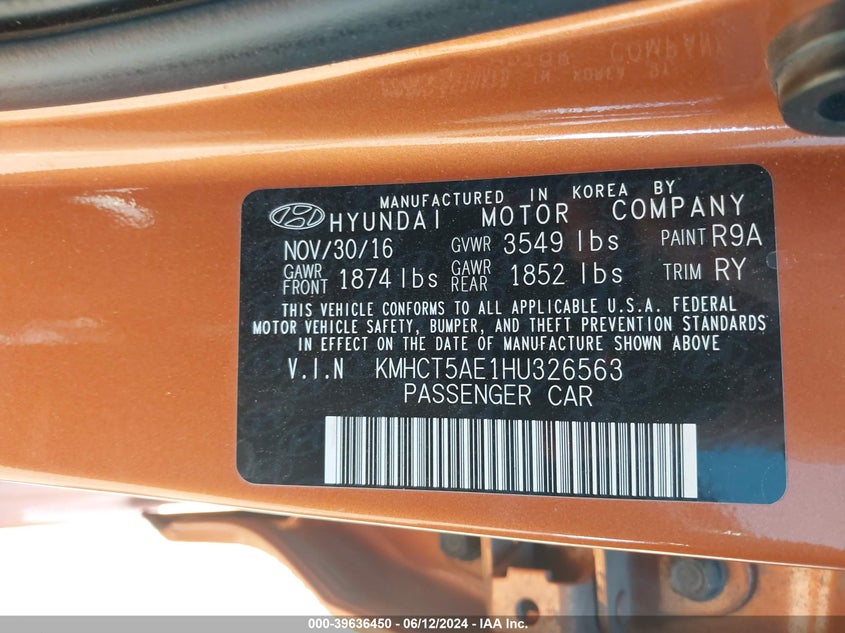 MANUFACTURED IN KOREA BY
HYUNDAI MOTOR COMPANY
NOV/30/16 GVWR 3549 lbs PAINT R9A
GAWR FRONT 1874 lbs GAWR REAR 1852 lbs TRIM RY
THIS VEHICLE CONFORMS TO ALL APPLICABLE U.S.A. FEDERAL
MOTOR VEHICLE SAFETY, BUMPER, AND THEFT PREVENTION STANDARDS
IN EFFECT ON THE DATE OF MANUFACTURE SHOWN ABOVE
V.I.N KMHCT5AE1HU326563
PASSENGER CAR
000-39636450 - 06/12/2024 - IAA Inc.